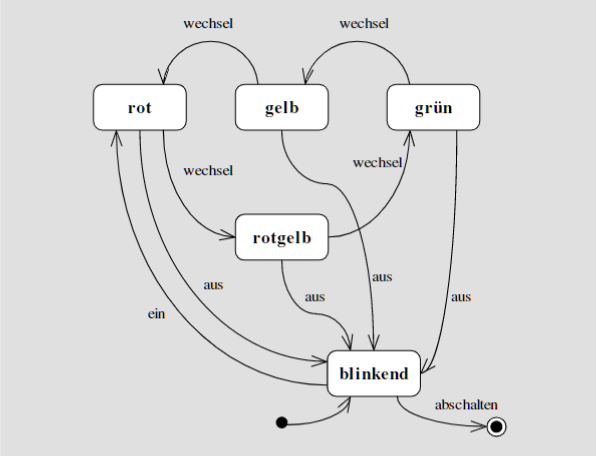 wechsel
wechsel
rot
gelb
grün
wechsel
wechsel
rotgelb
aus
aus
aus
aus
ein
blinkend
abschalten